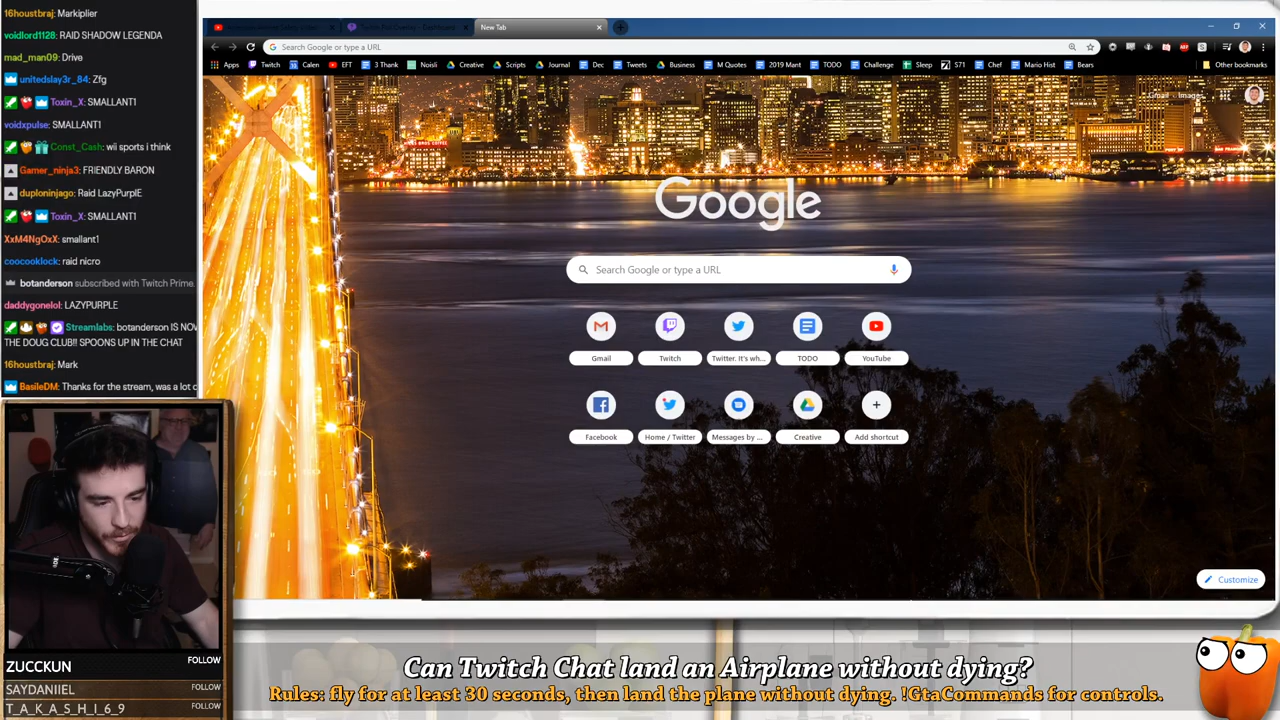 16houstbraj: Markiplier
voidlord1128: RAID SHADOW LEGENDA
mad_man09: Drive
unitedslay3r_84: Zfg
Toxin_X: SMALLANT1
voidxpulse: SMALLANT1
Const_Cash: wii sports i think
Gamer_ninja3: FRIENDLY BARON
duploninjago: Raid LazyPurplE
Toxin_X: SMALLANT1
XxM4NgOxX: smallant1
coocooklock: raid nicro
botanderson subscribed with Twitch Prime.
daddygonelol: LAZYPURPLE
Streamlabs: botanderson IS NOW
THE DOUG CLUB!! SPOONS UP IN THE CHAT
16houstbraj: Mark
BasileDM: Thanks for the stream, was a lot o
New Tab
Search Google or type a URL
Apps Twitch Calen EFT 3 Thank Noisli Creative Scripts Journal Dec Tweets Business M Quotes 2019 Mant TODO Challenge Sleep S71 Chef Mario Hist Bears Other bookmarks
Gmail Images
Google
Search Google or type a URL
Gmail Twitch Twitter. It's wh... TODO YouTube
Facebook Home / Twitter Messages by ... Creative Add shortcut
Customize
ZUCCKUN FOLLOW
SAYDANIIEL FOLLOW
T_A_K_A_S_H_I_6_9 FOLLOW
Can Twitch Chat land an Airplane without dying?
Rules: fly for at least 30 seconds, then land the plane without dying. !GtaCommands for controls.